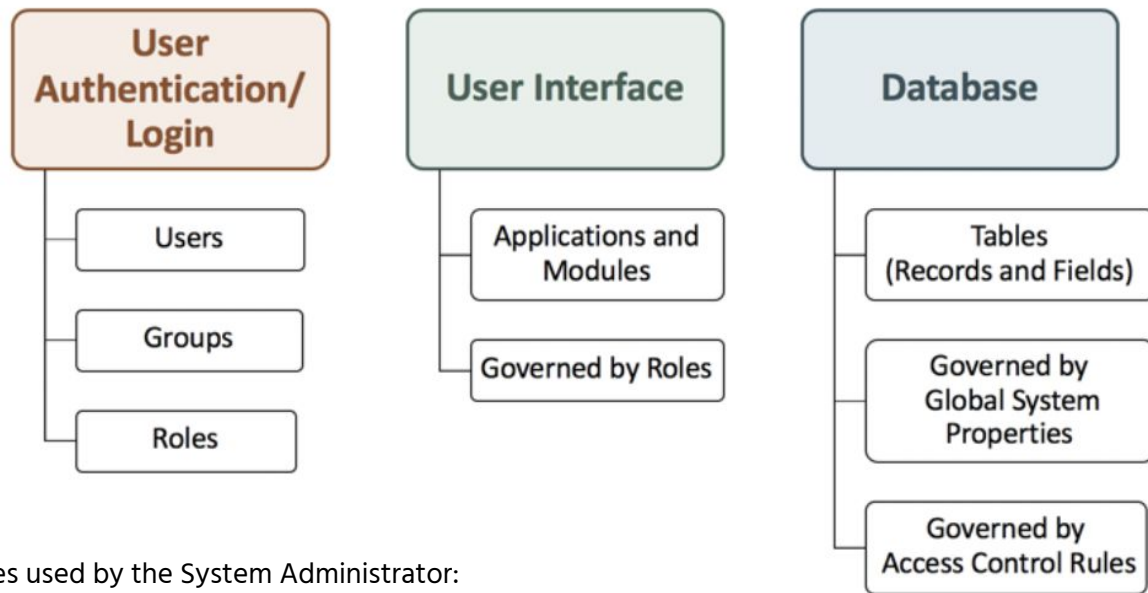 User
Authentication/
Login
Users
Groups
Roles
User Interface
Applications and
Modules
Governed by Roles
Database
Tables
(Records and Fields)
Governed by
Global System
Properties
Governed by
Access Control Rules
used by the System Administrator: